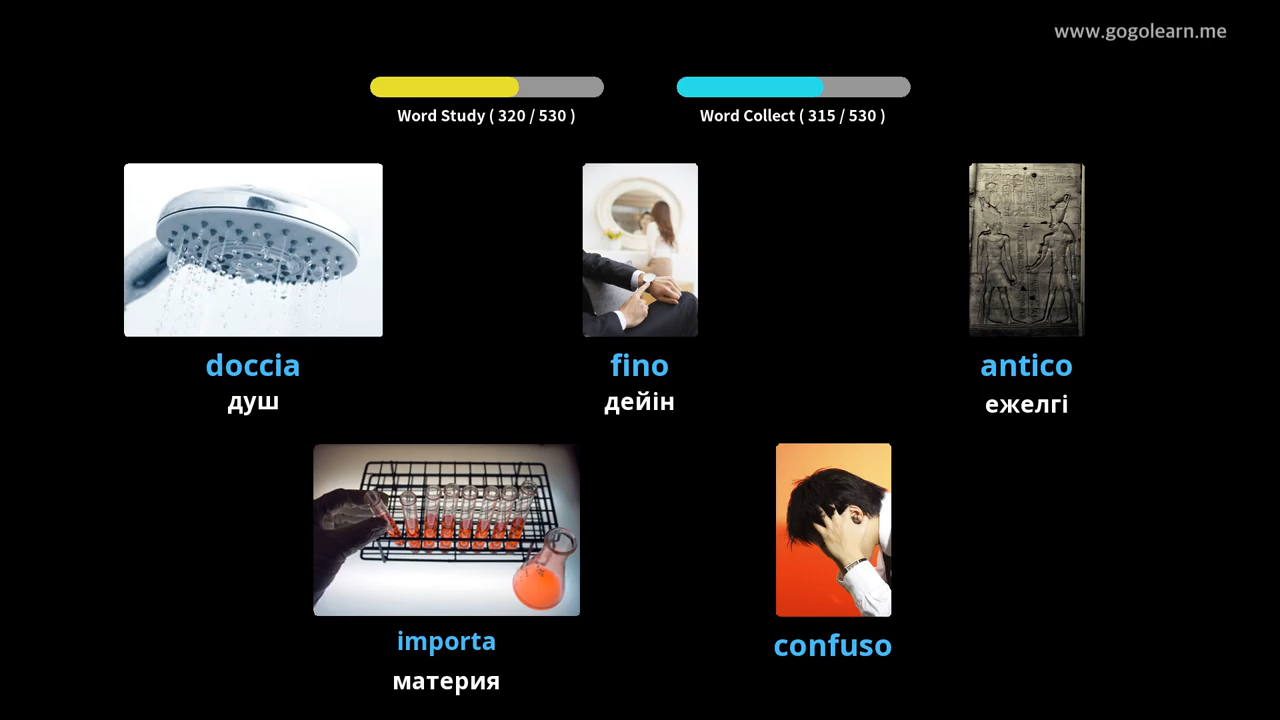 www.gogolearn.me
Word Study ( 320 / 530 )
Word Collect ( 315 / 530 )
doccia
fino
antico
душ
дейін
ежелгі
importa
confuso
материя